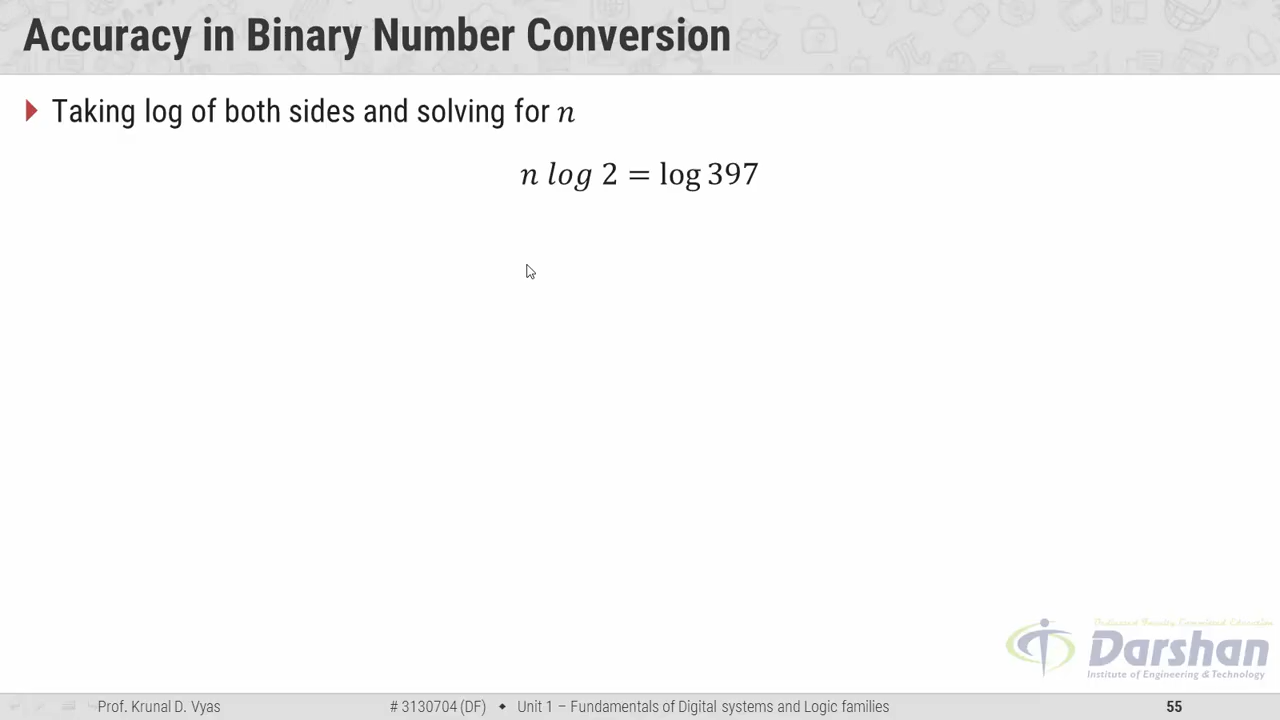 Accuracy in Binary Number Conversion
Taking log of both sides and solving for n
n log 2 = log 397
Darshan
Institute of Engineering & Technology
Prof. Krunal D. Vyas
# 3130704 (DF) ◆ Unit 1 – Fundamentals of Digital systems and Logic families
55